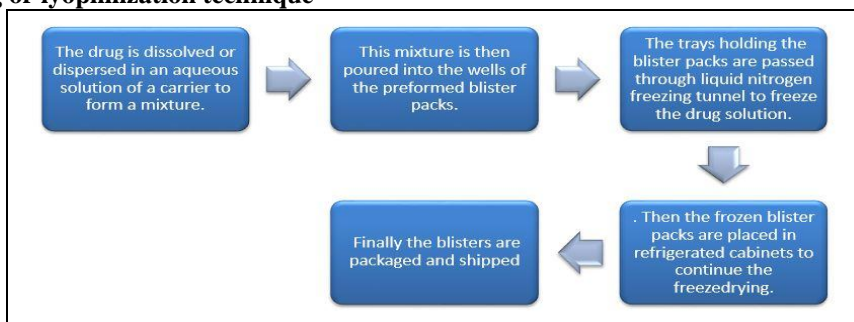 or lyophilization technique
The drug is dissolved or
dispersed in an aqueous
solution of a carrier to
form a mixture.
This mixture is then
poured into the wells of
the preformed blister
packs.
The trays holding the
blister packs are passed
through liquid nitrogen
freezing tunnel to freeze
the drug solution.
. Then the frozen blister
packs are placed in
refrigerated cabinets to
continue the
freezedrying.
Finally the blisters are
packaged and shipped